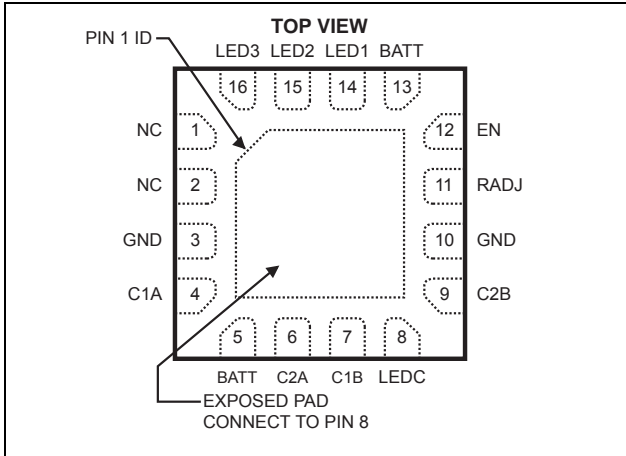 TOP VIEW
PIN 1 ID
LED3 LED2 LED1 BATT
16 15 14 13
NC 1 12 EN
NC 2 11 RADJ
GND 3 10 GND
C1A 4 9 C2B
5 6 7 8
BATT C2A C1B LEDC
EXPOSED PAD
CONNECT TO PIN 8